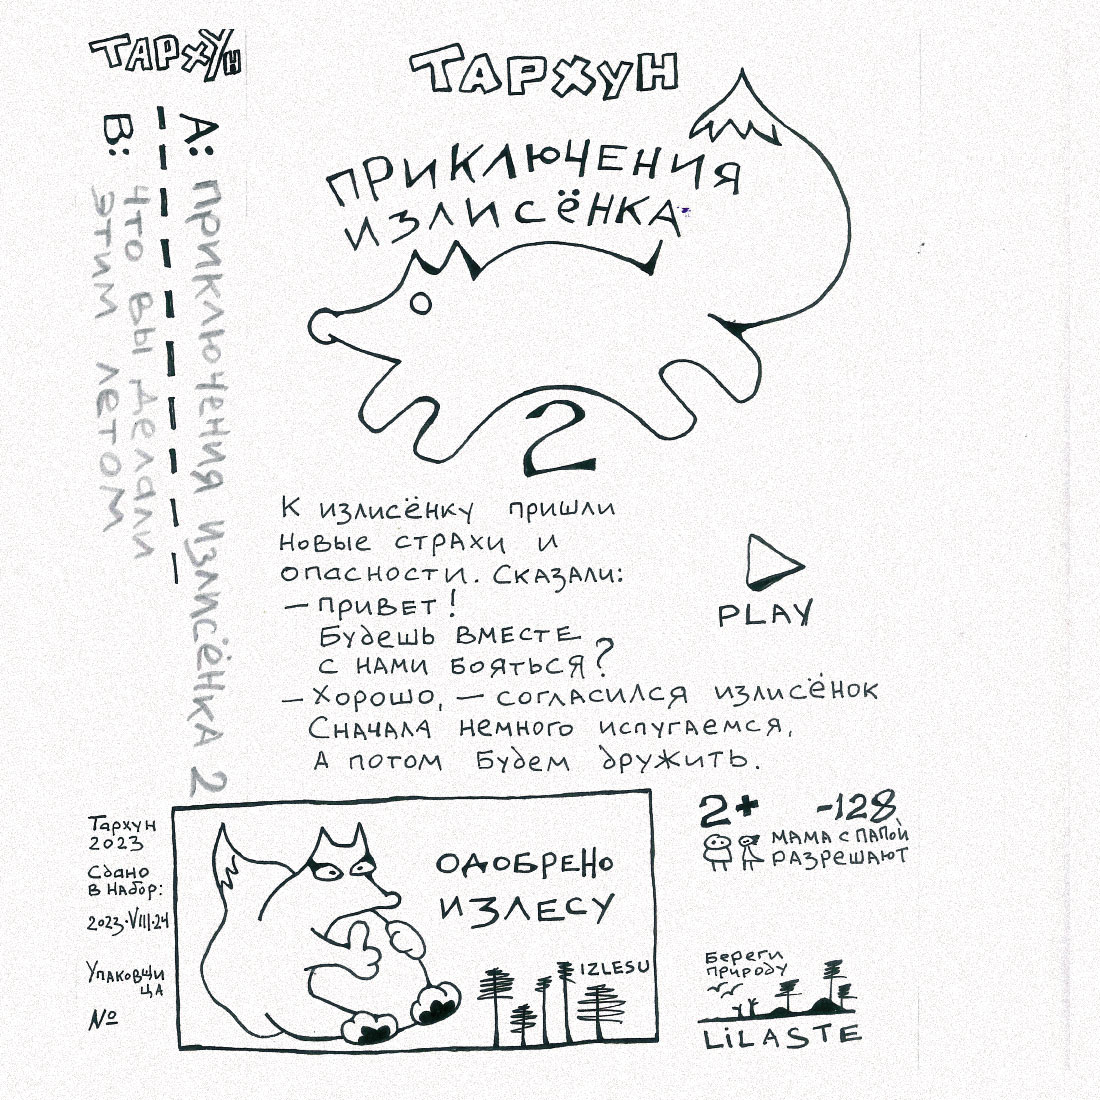 ТАРХУН
А: ПРИКЛЮЧЕНИЯ ИЗЛИСЁНКА 2
В: ЧТО ВЫ ДЕЛАЛИ
ЭТИМ ЛЕТОМ
ТАРХУН
ПРИКЛЮЧЕНИЯ
ИЗЛИСЁНКА
2
К излисёнку пришли
новые страхи и
опасности. Сказали:
— Привет!
Будешь вместе
с нами бояться?
— Хорошо, — согласился излисёнок
Сначала немного испугаемся,
А потом будем дружить.
PLAY
Тархун
2023
Сдано
в набор:
2023·VIII·24
Упаковщи
ца
№
ОДОБРЕНО
ИЗЛЕСУ
IZLESU
2+ -128
МАМА С ПАПОЙ
РАЗРЕШАЮТ
Береги
природу
LiLASTE